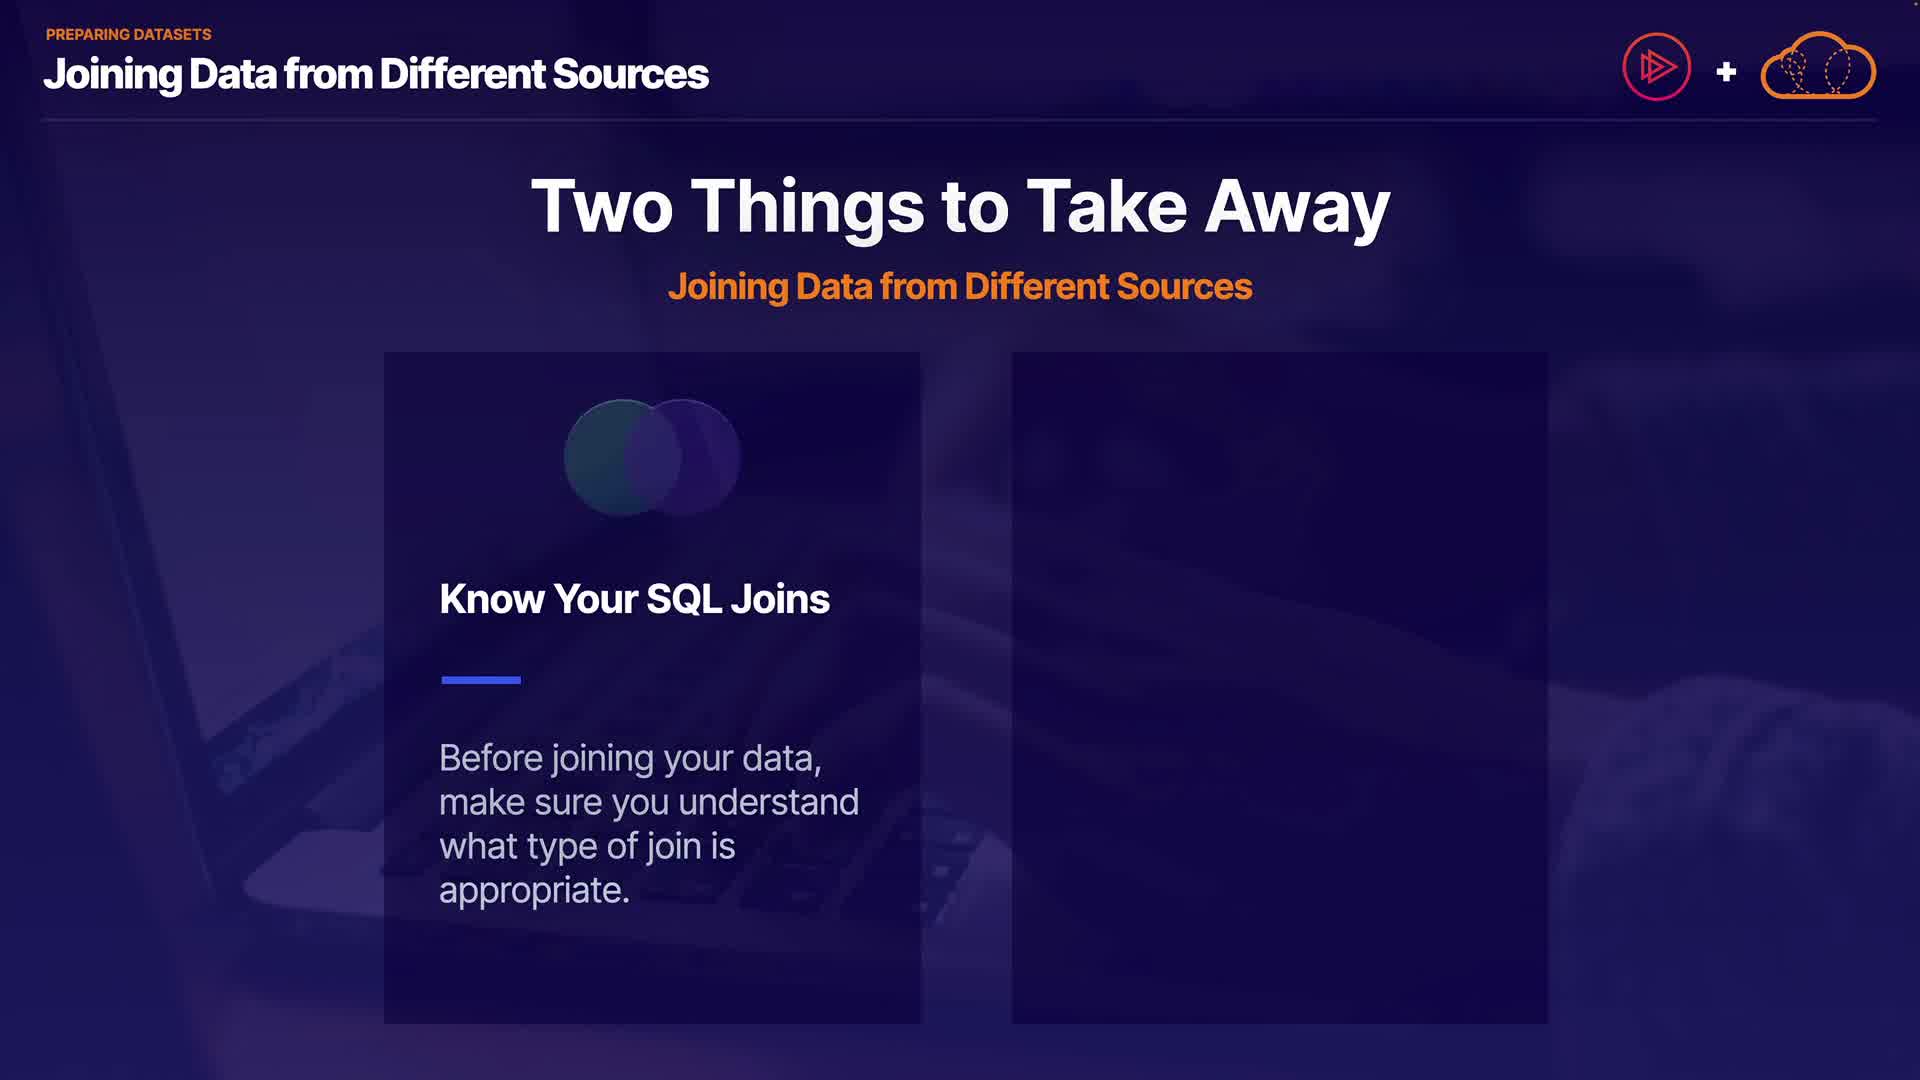 PREPARING DATASETS
Joining Data from Different Sources
Two Things to Take Away
Joining Data from Different Sources
Know Your SQL Joins
Before joining your data,
make sure you understand
what type of join is
appropriate.